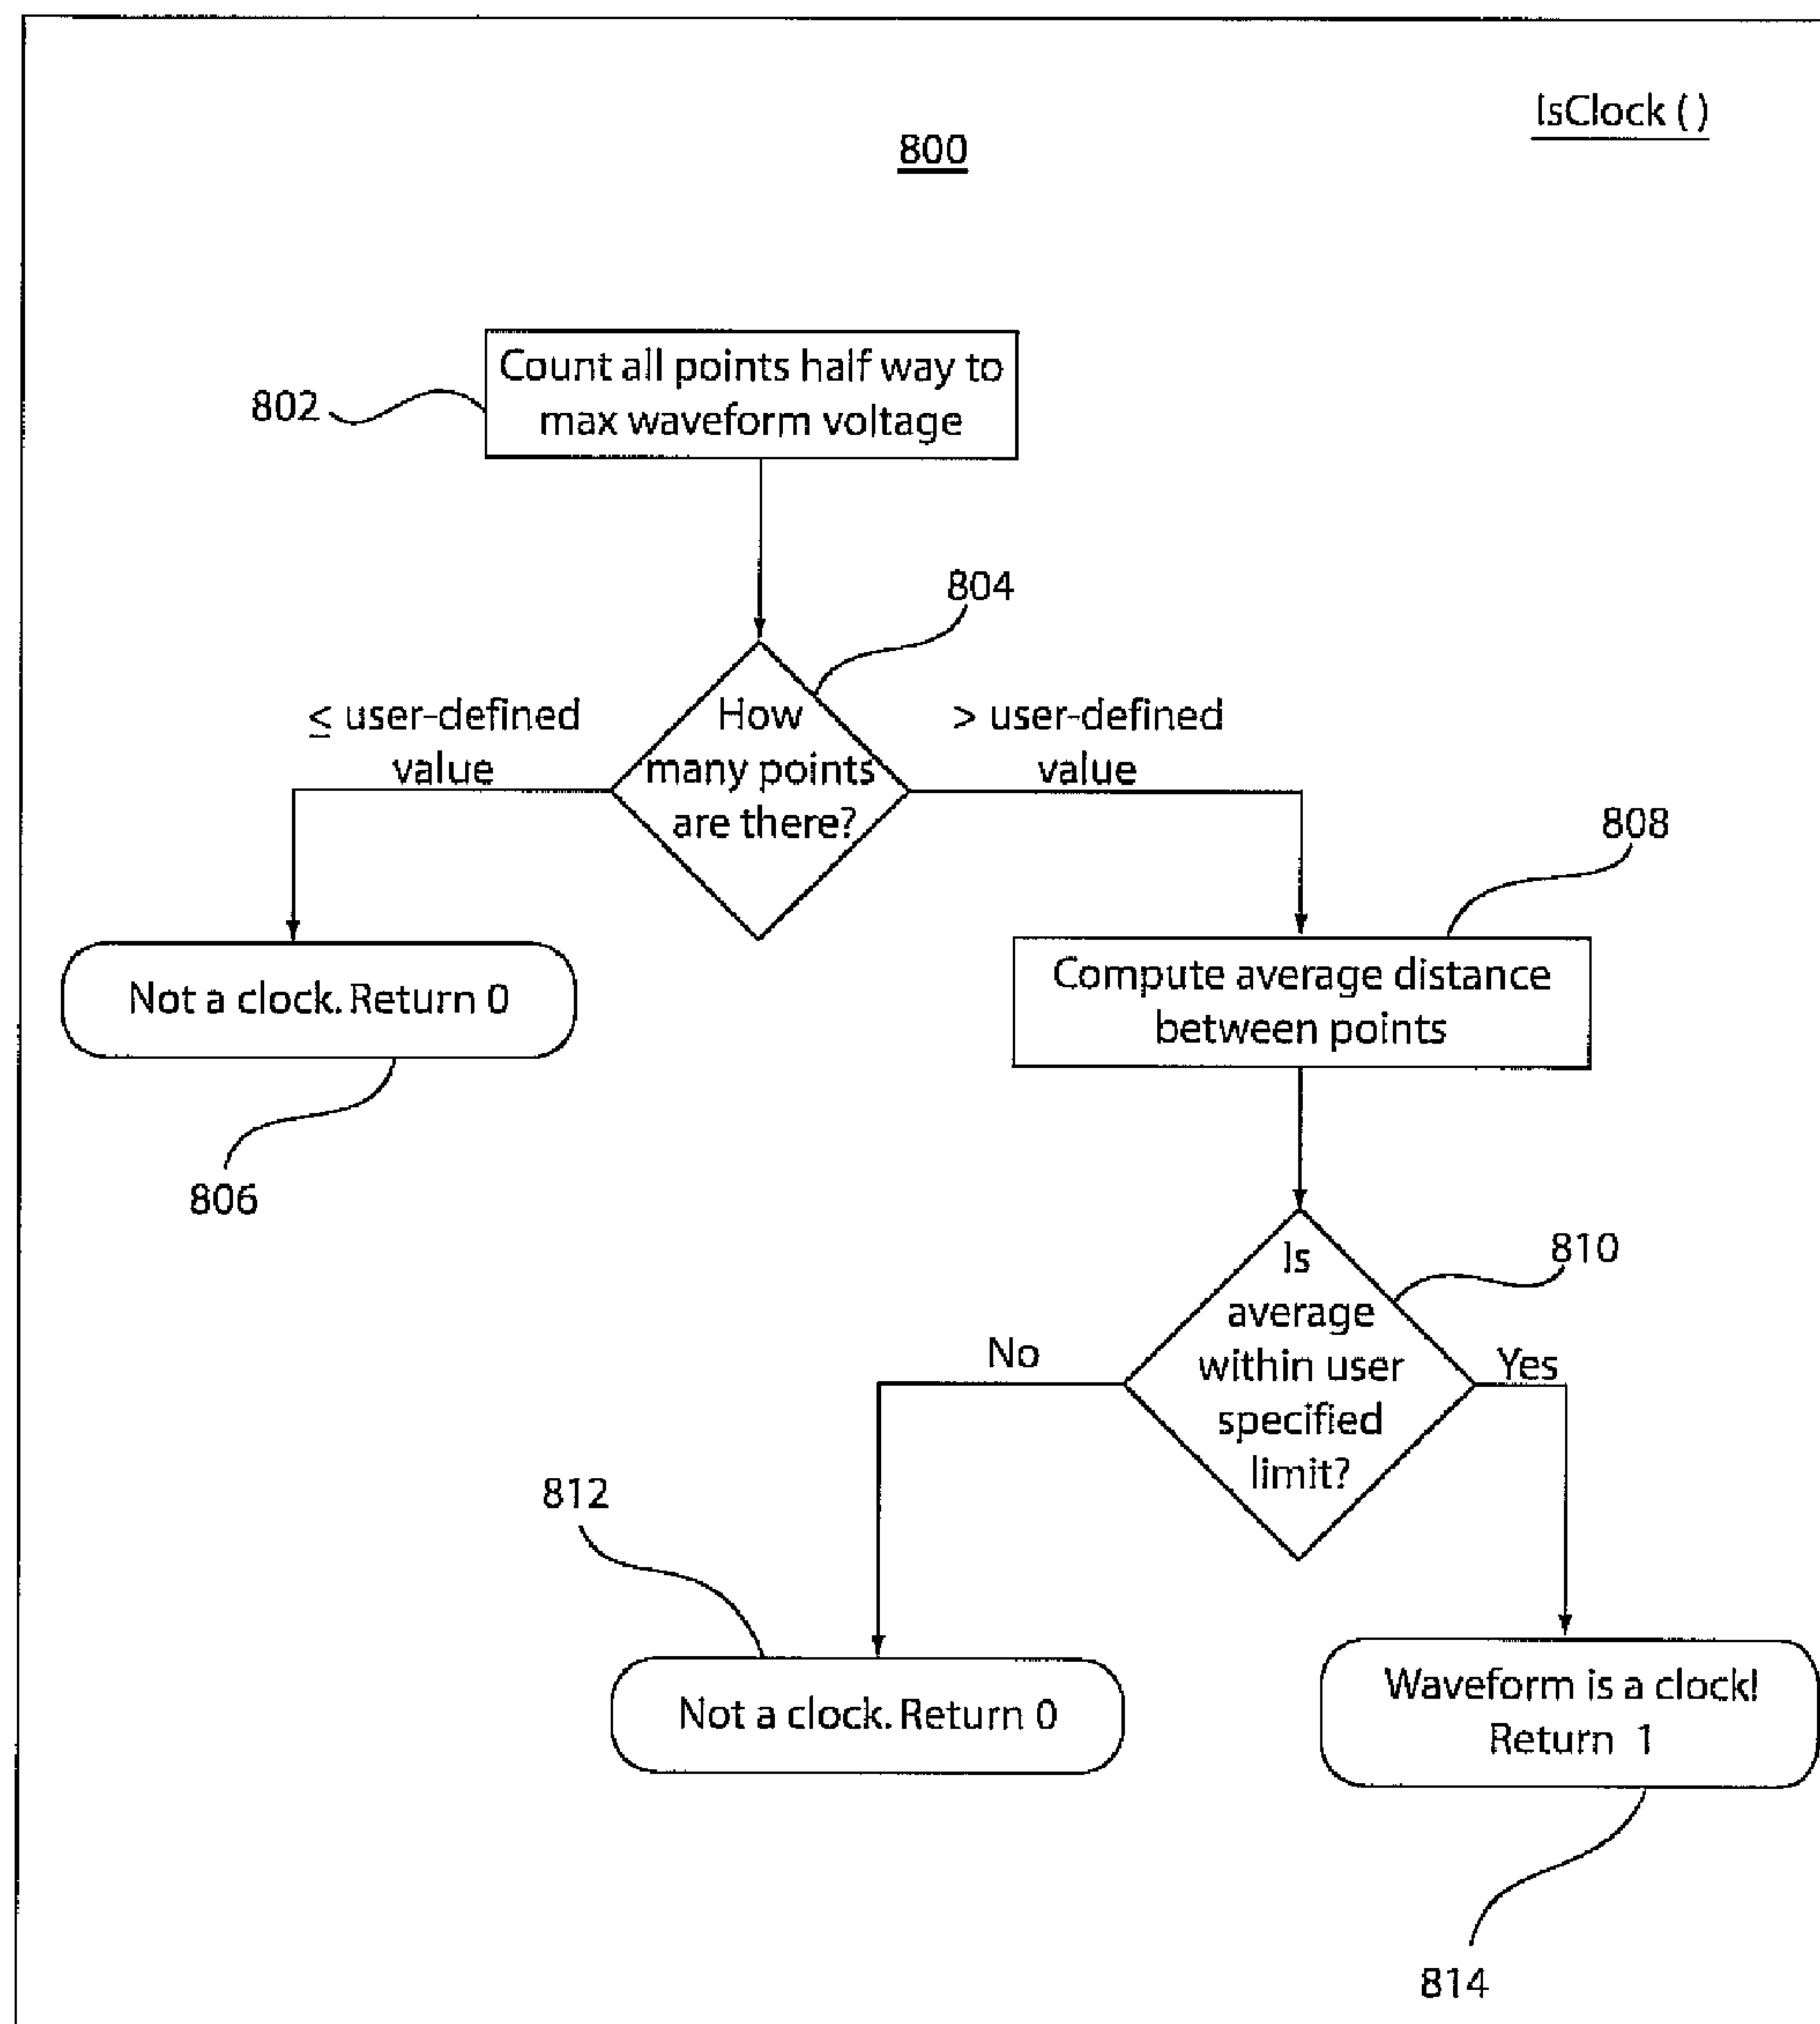 IsClock ( )
800
Count all points half way to
max waveform voltage
802
804
How
many points
are there?
≤ user-defined
value
> user-defined
value
808
Not a clock. Return 0
806
Compute average distance
between points
810
Is
average
within user
specified
limit?
No
Yes
812
Not a clock. Return 0
Waveform is a clock!
Return 1
814